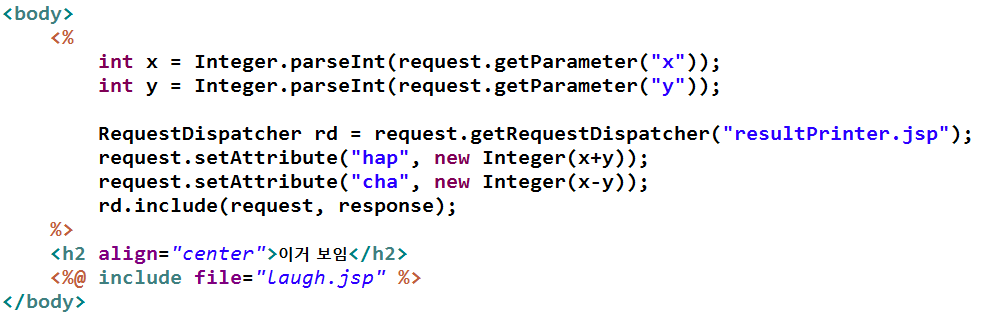 <body>
    <%
        int x = Integer.parseInt(request.getParameter("x"));
        int y = Integer.parseInt(request.getParameter("y"));

        RequestDispatcher rd = request.getRequestDispatcher("resultPrinter.jsp");
        request.setAttribute("hap", new Integer(x+y));
        request.setAttribute("cha", new Integer(x-y));
        rd.include(request, response);
    %>
    <h2 align="center">이거 보임</h2>
    <%@ include file="laugh.jsp" %>
</body>